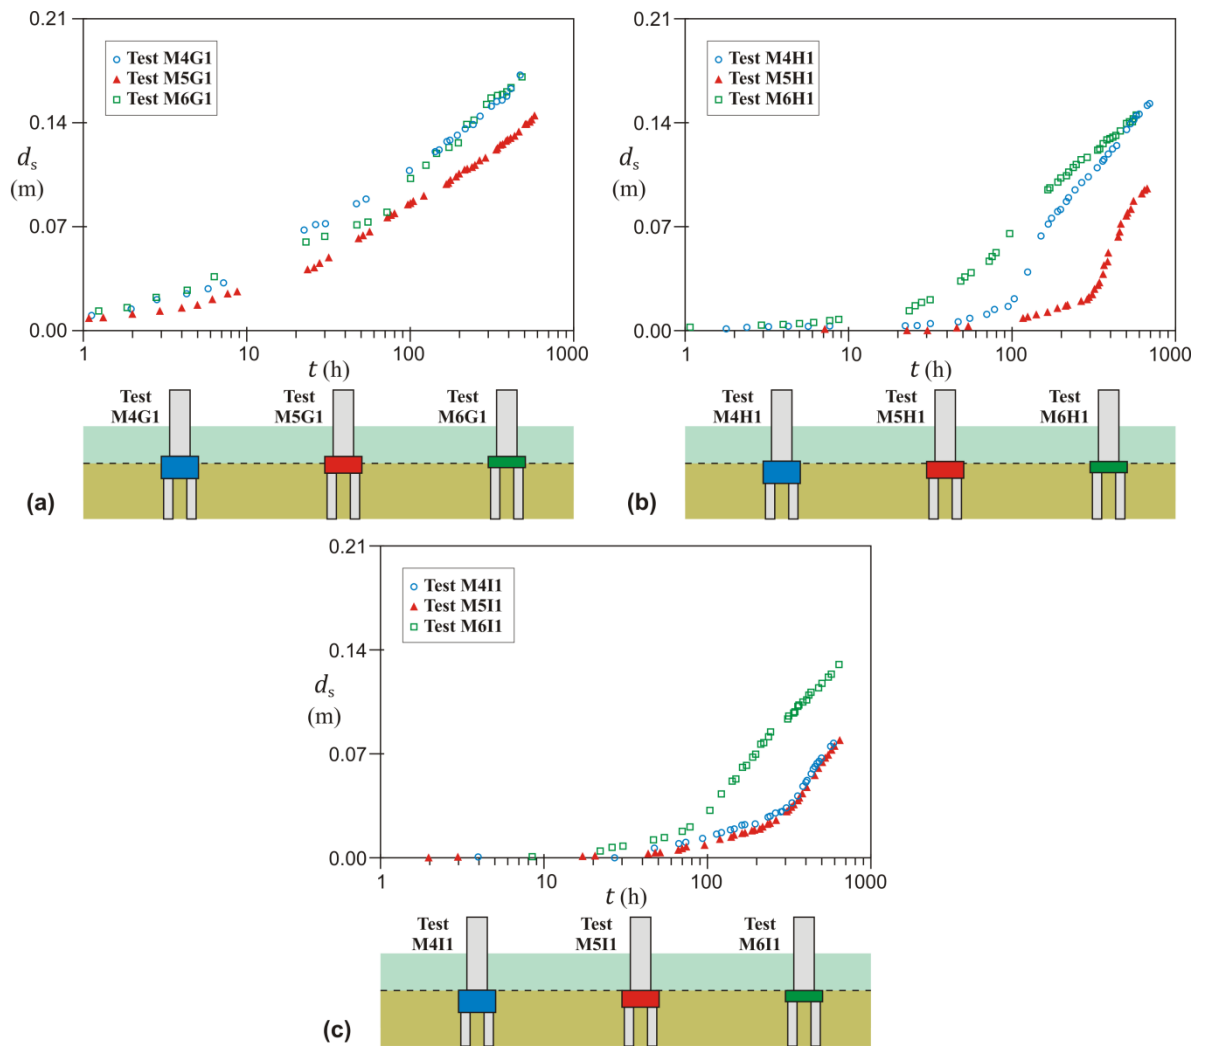 0.21
0.14
0.07
0.00
dₛ
(m)
Test M4G1
Test M5G1
Test M6G1
1
10
100
1000
t (h)
Test
M4G1
Test
M5G1
Test
M6G1
(a)
0.21
0.14
0.07
0.00
dₛ
(m)
Test M4H1
Test M5H1
Test M6H1
1
10
100
1000
t (h)
Test
M4H1
Test
M5H1
Test
M6H1
(b)
0.21
0.14
0.07
0.00
dₛ
(m)
Test M4I1
Test M5I1
Test M6I1
1
10
100
1000
t (h)
Test
M4I1
Test
M5I1
Test
M6I1
(c)